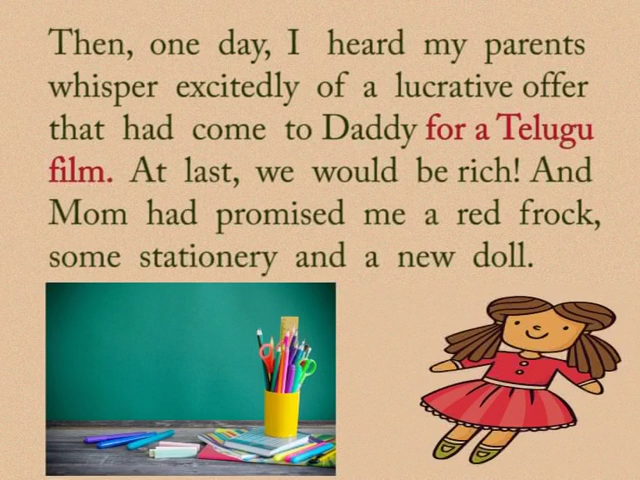 Then, one day, I heard my parents
whisper excitedly of a lucrative offer
that had come to Daddy for a Telugu
film. At last, we would be rich! And
Mom had promised me a red frock,
some stationery and a new doll.